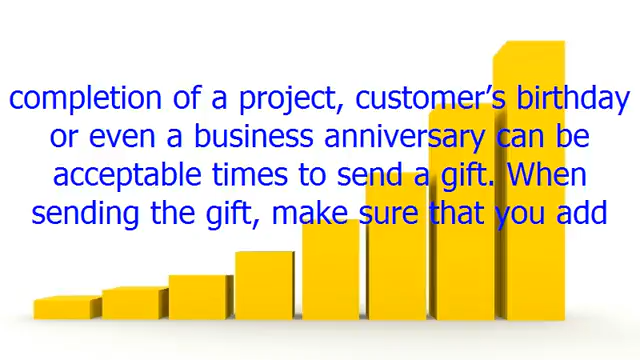 completion of a project, customer’s birthday
or even a business anniversary can be
acceptable times to send a gift. When
sending the gift, make sure that you add